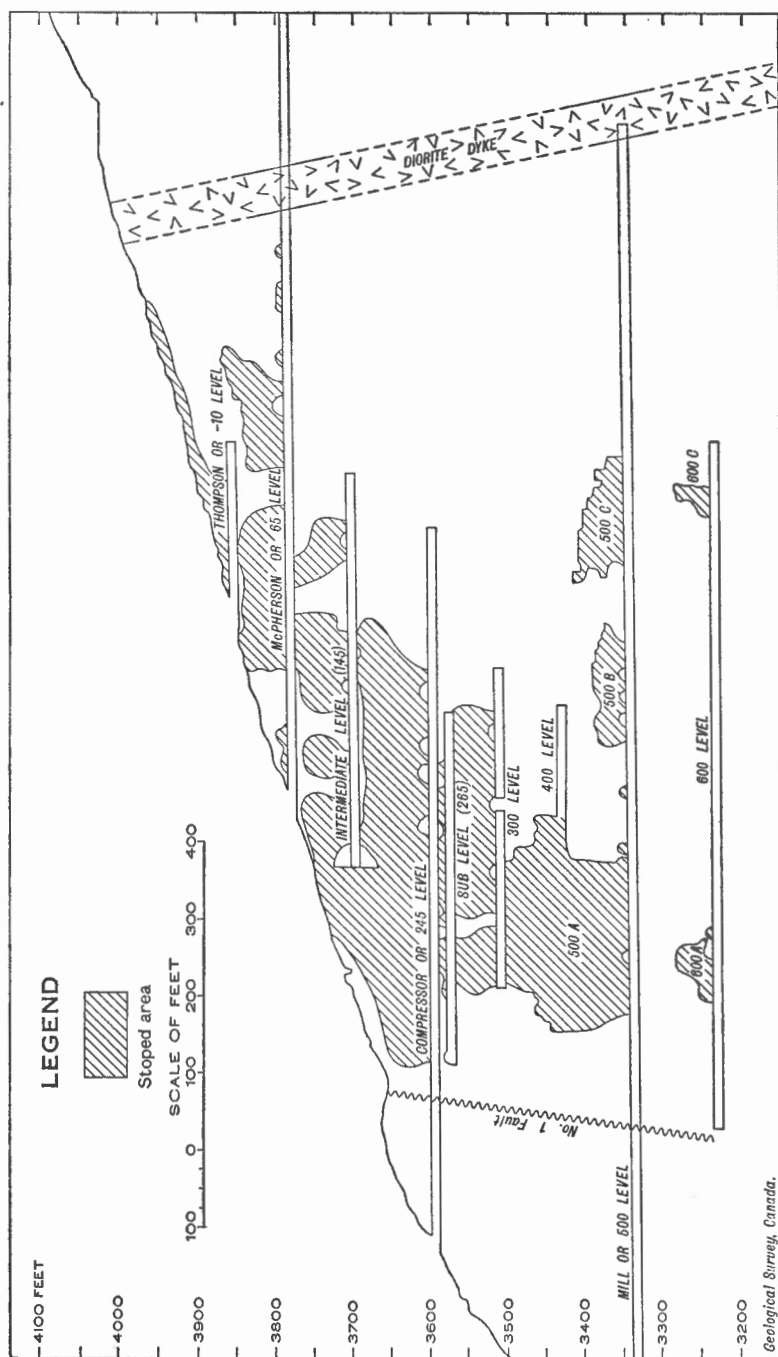 4100 FEET
4000
3900
3800
3700
3600
3500
3400
3300
3200
LEGEND
Stoped area
SCALE OF FEET
100 0 100 200 300 400
DIORITE DYKE
THOMPSON OR -10 LEVEL
McPHERSON OR 65 LEVEL
INTERMEDIATE LEVEL (145)
COMPRESSOR OR 245 LEVEL
SUB LEVEL (265)
300 LEVEL
400 LEVEL
500 A
500 B
500 C
No. 1 Fault
MILL OR 500 LEVEL
600 A
600 LEVEL
600 C
Geological Survey, Canada.